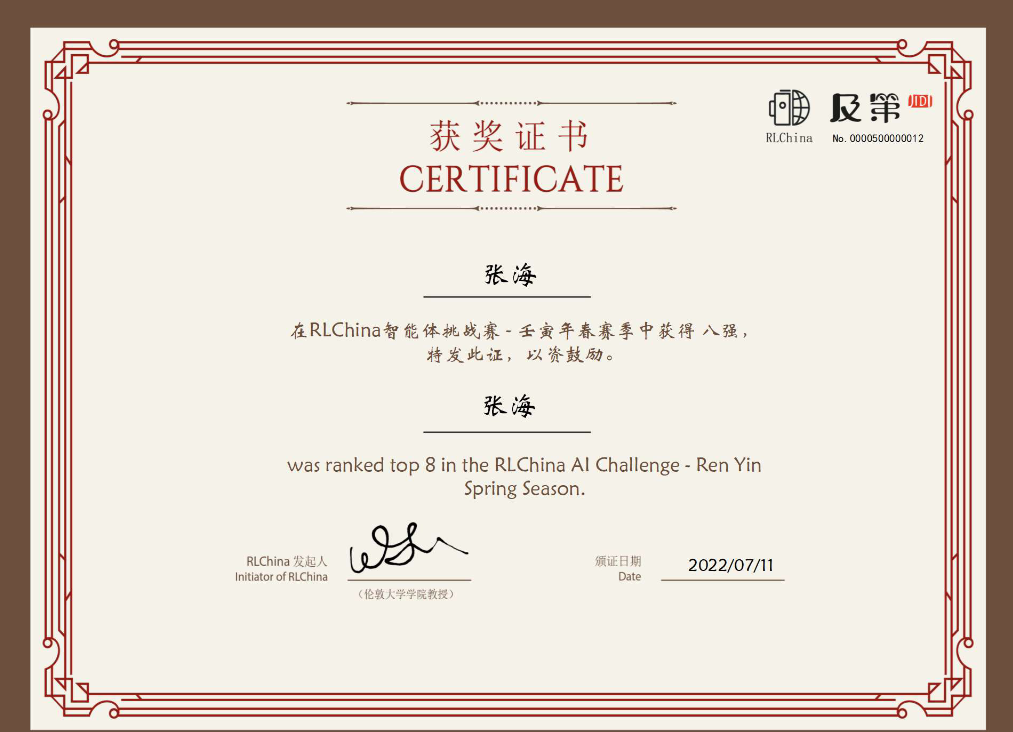 RLChina
及第 JIDI
No. 0000500000012
获奖证书
CERTIFICATE
张海
在RLChina智能体挑战赛 - 壬寅年春赛季中获得 八强，
特发此证，以资鼓励。
张海
was ranked top 8 in the RLChina AI Challenge - Ren Yin
Spring Season.
RLChina 发起人
Initiator of RLChina
（伦敦大学学院教授）
颁证日期
Date
2022/07/11